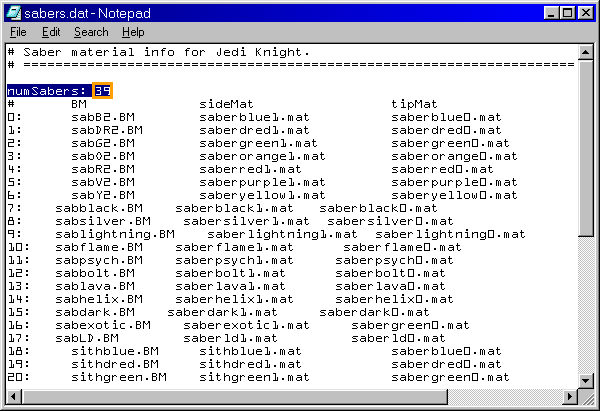 sabers.dat - Notepad
File Edit Search Help
# Saber material info for Jedi Knight.
# =====================================================================
numSabers: 39
# BM sideMat tipMat
0: sabB2.BM saberblue1.mat saberblue0.mat
1: sabDR2.BM saberdred1.mat saberdred0.mat
2: sabG2.BM sabergreen1.mat sabergreen0.mat
3: sabO2.BM saberorange1.mat saberorange0.mat
4: sabR2.BM saberred1.mat saberred0.mat
5: sabV2.BM saberpurple1.mat saberpurple0.mat
6: sabY2.BM saberyellow1.mat saberyellow0.mat
7: sabblack.BM saberblack1.mat saberblack0.mat
8: sabsilver.BM sabersilver1.mat sabersilver0.mat
9: sablightning.BM saberlightning1.mat saberlightning0.mat
10: sabflame.BM saberflame1.mat saberflame0.mat
11: sabpsych.BM saberpsych1.mat saberpsych0.mat
12: sabbolt.BM saberbolt1.mat saberbolt0.mat
13: sablava.BM saberlava1.mat saberlava0.mat
14: sabhelix.BM saberhelix1.mat saberhelix0.mat
15: sabdark.BM saberdark1.mat saberdark0.mat
16: sabexotic.BM saberexotic1.mat sabergreen0.mat
17: sabLD.BM saberld1.mat saberld0.mat
18: sithblue.BM sithblue1.mat saberblue0.mat
19: sithdred.BM sithdred1.mat saberdred0.mat
20: sithgreen.BM sithgreen1.mat sabergreen0.mat